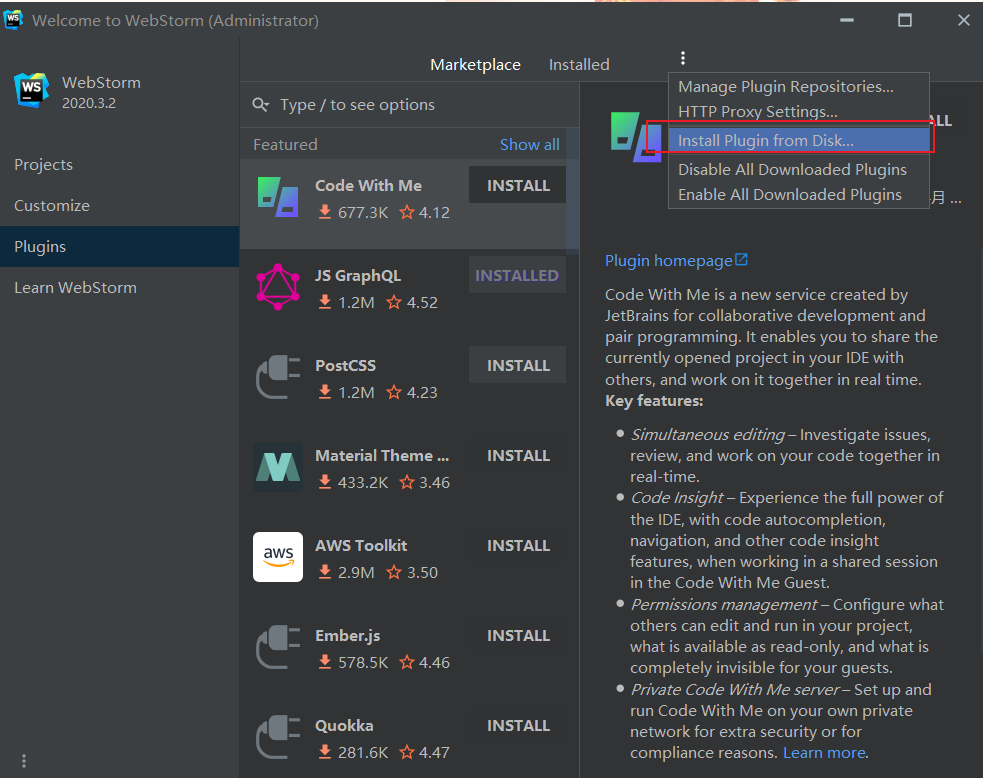 WS Welcome to WebStorm (Administrator)
WS WebStorm
2020.3.2
Projects
Customize
Plugins
Learn WebStorm
Marketplace Installed
Type / to see options
Featured Show all
Code With Me INSTALL
677.3K 4.12
JS GraphQL INSTALLED
1.2M 4.52
PostCSS INSTALL
1.2M 4.23
Material Theme ... INSTALL
433.2K 3.46
aws AWS Toolkit INSTALL
2.9M 3.50
Ember.js INSTALL
578.5K 4.46
Quokka INSTALL
281.6K 4.47
Manage Plugin Repositories...
HTTP Proxy Settings...
Install Plugin from Disk...
Disable All Downloaded Plugins
Enable All Downloaded Plugins
月 ...
Plugin homepage
Code With Me is a new service created by
JetBrains for collaborative development and
pair programming. It enables you to share the
currently opened project in your IDE with
others, and work on it together in real time.
Key features:
Simultaneous editing – Investigate issues,
review, and work on your code together in
real-time.
Code Insight – Experience the full power of
the IDE, with code autocompletion,
navigation, and other code insight
features, when working in a shared session
in the Code With Me Guest.
Permissions management – Configure what
others can edit and run in your project,
what is available as read-only, and what is
completely invisible for your guests.
Private Code With Me server – Set up and
run Code With Me on your own private
network for extra security or for
compliance reasons. Learn more.